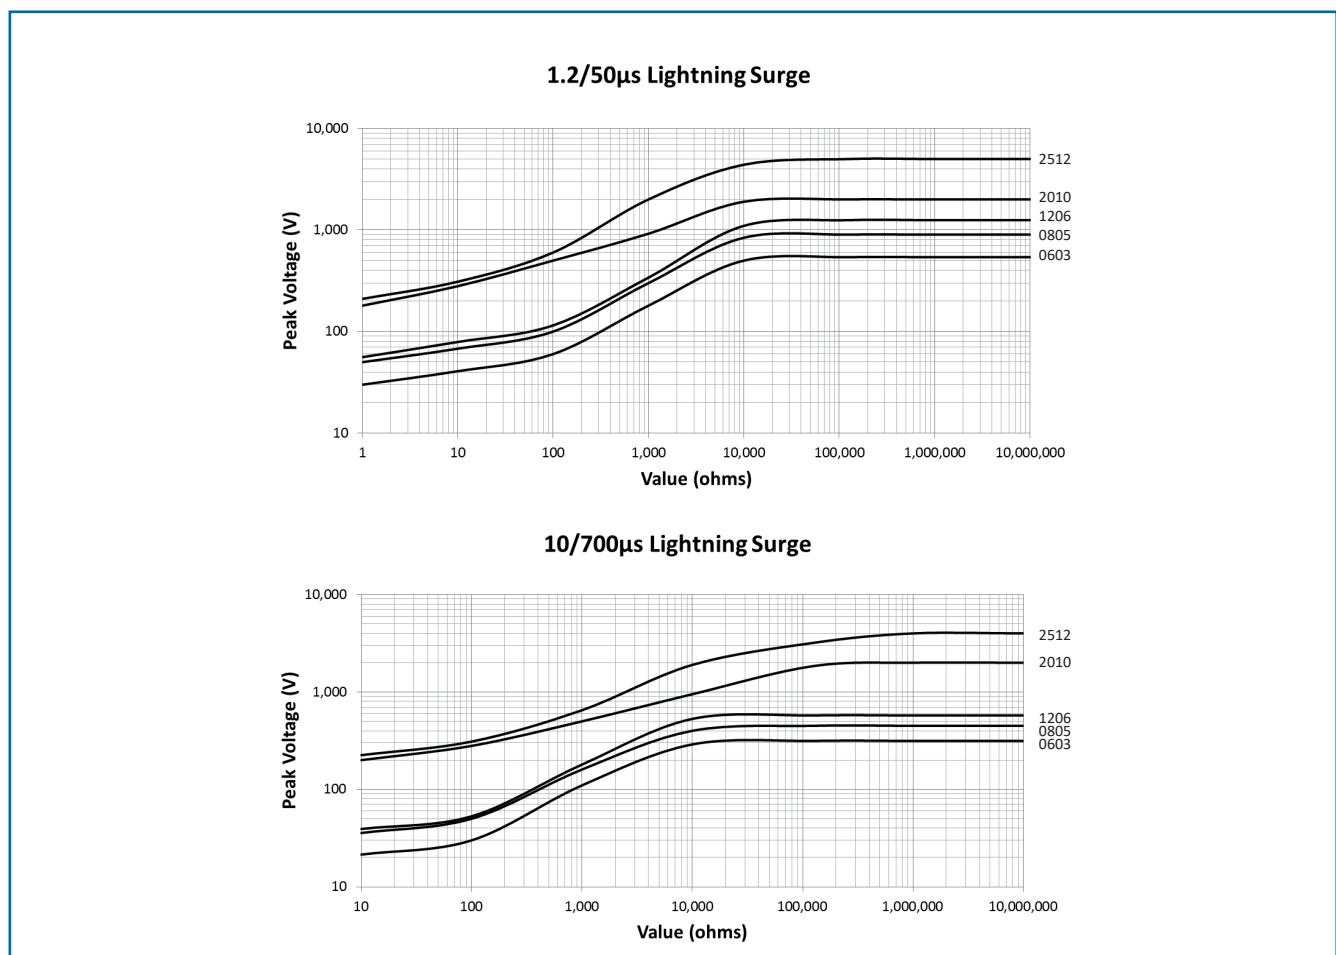 1.2/50µs Lightning Surge
10,000
1,000
100
10
Peak Voltage (V)
2512
2010
1206
0805
0603
1 10 100 1,000 10,000 100,000 1,000,000 10,000,000
Value (ohms)
10/700µs Lightning Surge
10,000
1,000
100
10
Peak Voltage (V)
2512
2010
1206
0805
0603
10 100 1,000 10,000 100,000 1,000,000 10,000,000
Value (ohms)